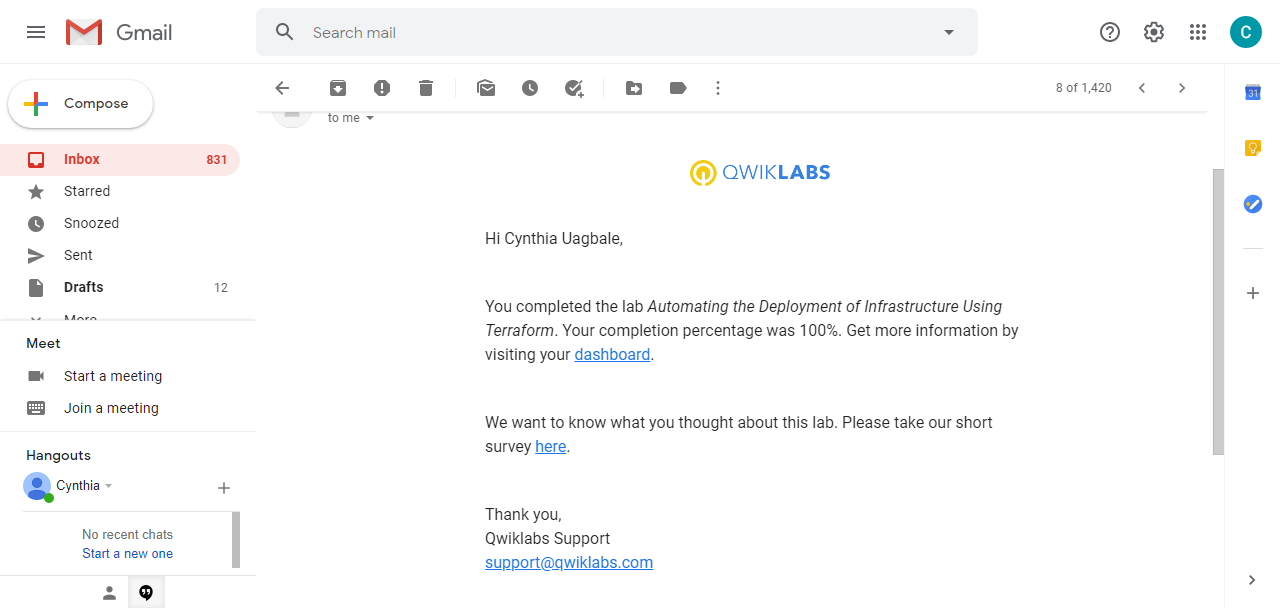 Gmail
Search mail
C
Compose
8 of 1,420
31
to me
Inbox 831
Starred
Snoozed
Sent
Drafts 12
More
QWIKLABS
Hi Cynthia Uagbale,
You completed the lab Automating the Deployment of Infrastructure Using
Terraform. Your completion percentage was 100%. Get more information by
visiting your dashboard.
We want to know what you thought about this lab. Please take our short
survey here.
Thank you,
Qwiklabs Support
support@qwiklabs.com
Meet
Start a meeting
Join a meeting
Hangouts
Cynthia
No recent chats
Start a new one